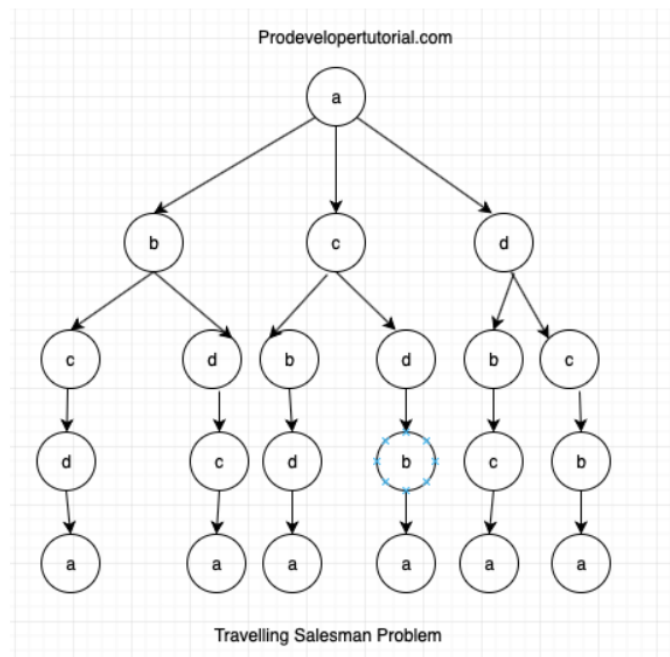 Prodevelopertutorial.com
a
b c d
c d b d b c
d c d b c b
a a a a a a
Travelling Salesman Problem